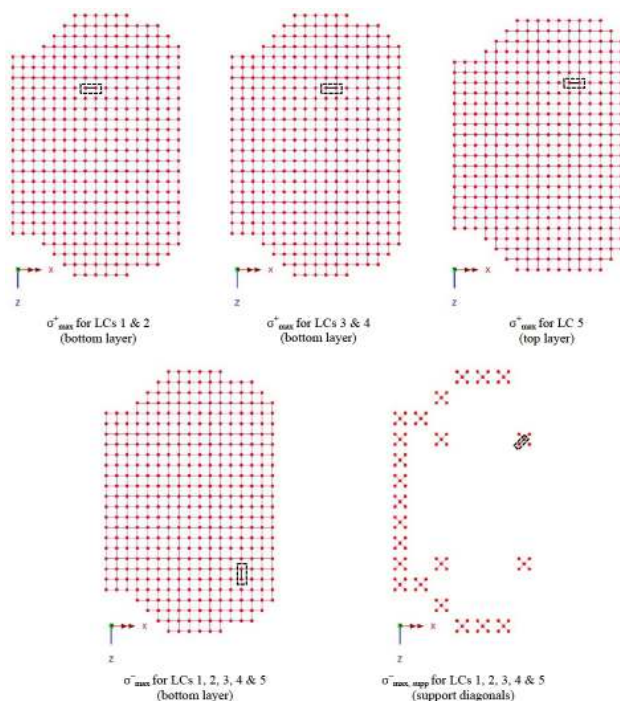 x
z
σ⁺max for LCs 1 & 2
(bottom layer)
x
z
σ⁺max for LCs 3 & 4
(bottom layer)
x
z
σ⁺max for LC 5
(top layer)
x
z
σ⁻max for LCs 1, 2, 3, 4 & 5
(bottom layer)
x
z
σ⁻max, supp for LCs 1, 2, 3, 4 & 5
(support diagonals)